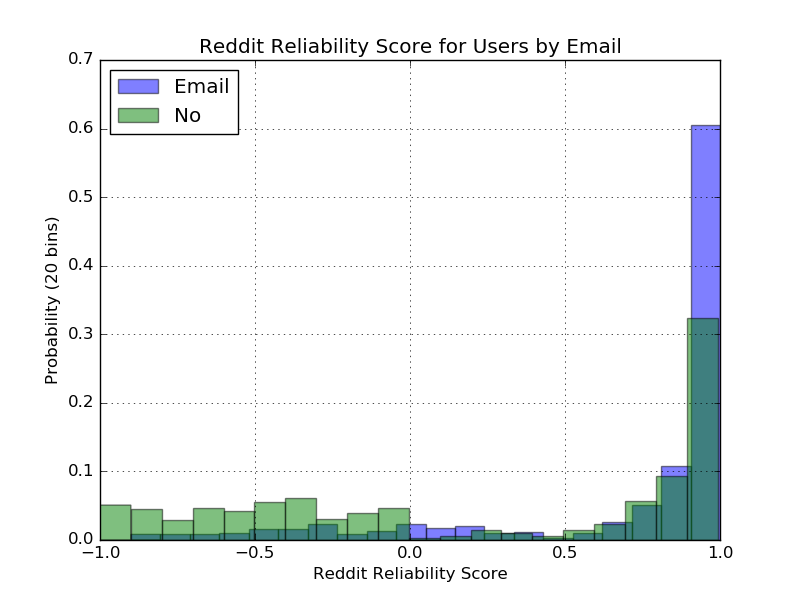 Reddit Reliability Score for Users by Email
Email
No
0.7
0.6
0.5
0.4
0.3
0.2
0.1
0.0
Probability (20 bins)
−1.0 −0.5 0.0 0.5 1.0
Reddit Reliability Score